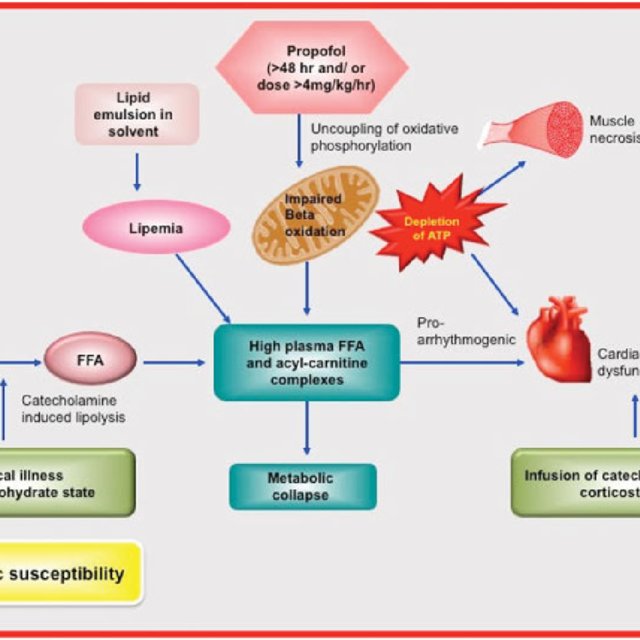 Propofol
(>48 hr and/ or
dose >4mg/kg/hr)
Lipid
emulsion in
solvent
Uncoupling of oxidative
phosphorylation
Muscle
necrosis
Lipemia
Impaired
Beta
oxidation
Depletion
of ATP
High plasma FFA
and acyl-carnitine
complexes
Pro-
arrhythmogenic
FFA
Catecholamine
induced lipolysis
Cardia
dysfun
Metabolic
collapse
cal illness
ohydrate state
Infusion of catec
corticost
c susceptibility